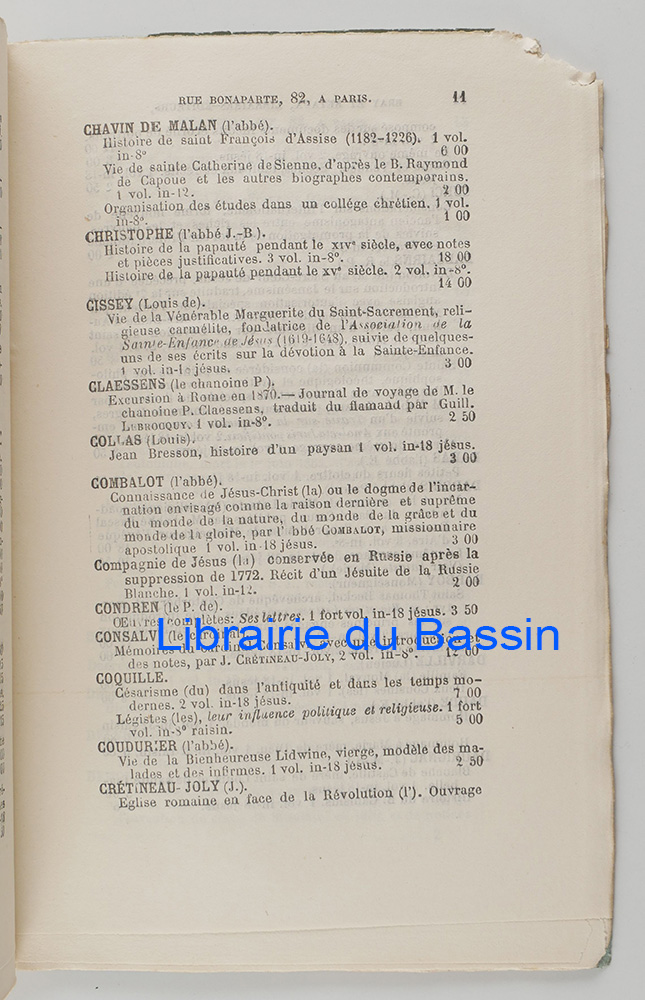 RUE BONAPARTE, 82, A PARIS. 11
CHAVIN DE MALAN (l'abbé).
Histoire de saint François d'Assise (1182-1226). 1 vol.
in-8° 6 00
Vie de sainte Catherine de Sienne, d'après le B. Raymond
de Capoue et les autres biographes contemporains.
1 vol. in-12. 2 00
Organisation des études dans un collége chrétien. 1 vol.
in-8°. 1 00
CHRISTOPHE (l'abbé J.-B.).
Histoire de la papauté pendant le XIVe siècle, avec notes
et pièces justificatives. 3 vol. in-8°. 18 00
Histoire de la papauté pendant le XVe siècle. 2 vol. in-8°.
14 00
CISSEY (Louis de).
Vie de la Vénérable Marguerite du Saint-Sacrement, reli-
gieuse carmélite, fondatrice de l'Association de la
Sainte-Enfance de Jésus (1619-1648), suivie de quelques-
uns de ses écrits sur la dévotion à la Sainte-Enfance.
1 vol. in-18 jésus. 3 00
CLAESSENS (le chanoine P.).
Excursion à Rome en 1870.— Journal de voyage de M. le
chanoine P. Claessens, traduit du flamand par Guill.
LEBROCQUY. 1 vol. in-8°. 2 50
COLLAS (Louis).
Jean Bresson, histoire d'un paysan 1 vol. in-18 jésus.
3 00
COMBALOT (l'abbé).
Connaissance de Jésus-Christ (la) ou le dogme de l'incar-
nation envisagé comme la raison dernière et suprême
du monde de la nature, du monde de la grâce et du
monde de la gloire, par l' bbé COMBALOT, missionnaire
apostolique 1 vol. in-18 jésus. 3 00
Compagnie de Jésus (la) conservée en Russie après la
suppression de 1772. Récit d'un Jésuite de la Russie
Blanche. 1 vol. in-12. 2 00
CONDREN (le P. de).
Œuvres complètes: Ses lettres. 1 fort vol. in-18 jésus. 3 50
CONSALVI (le cardinal).
Mémoires du cardinal Consalvi avec une introduction et
des notes, par J. CRÉTINEAU-JOLY, 2 vol. in-8°. 12 00
Librairie du Bassin
COQUILLE.
Césarisme (du) dans l'antiquité et dans les temps mo-
dernes. 2 vol. in-18 jésus. 7 00
Légistes (les), leur influence politique et religieuse. 1 fort
vol. in-8° raisin. 5 00
COUDURIER (l'abbé).
Vie de la Bienheureuse Lidwine, vierge, modèle des ma-
lades et des infirmes. 1 vol. in-18 jésus. 2 50
CRÉTINEAU-JOLY (J.).
Eglise romaine en face de la Révolution (l'). Ouvrage